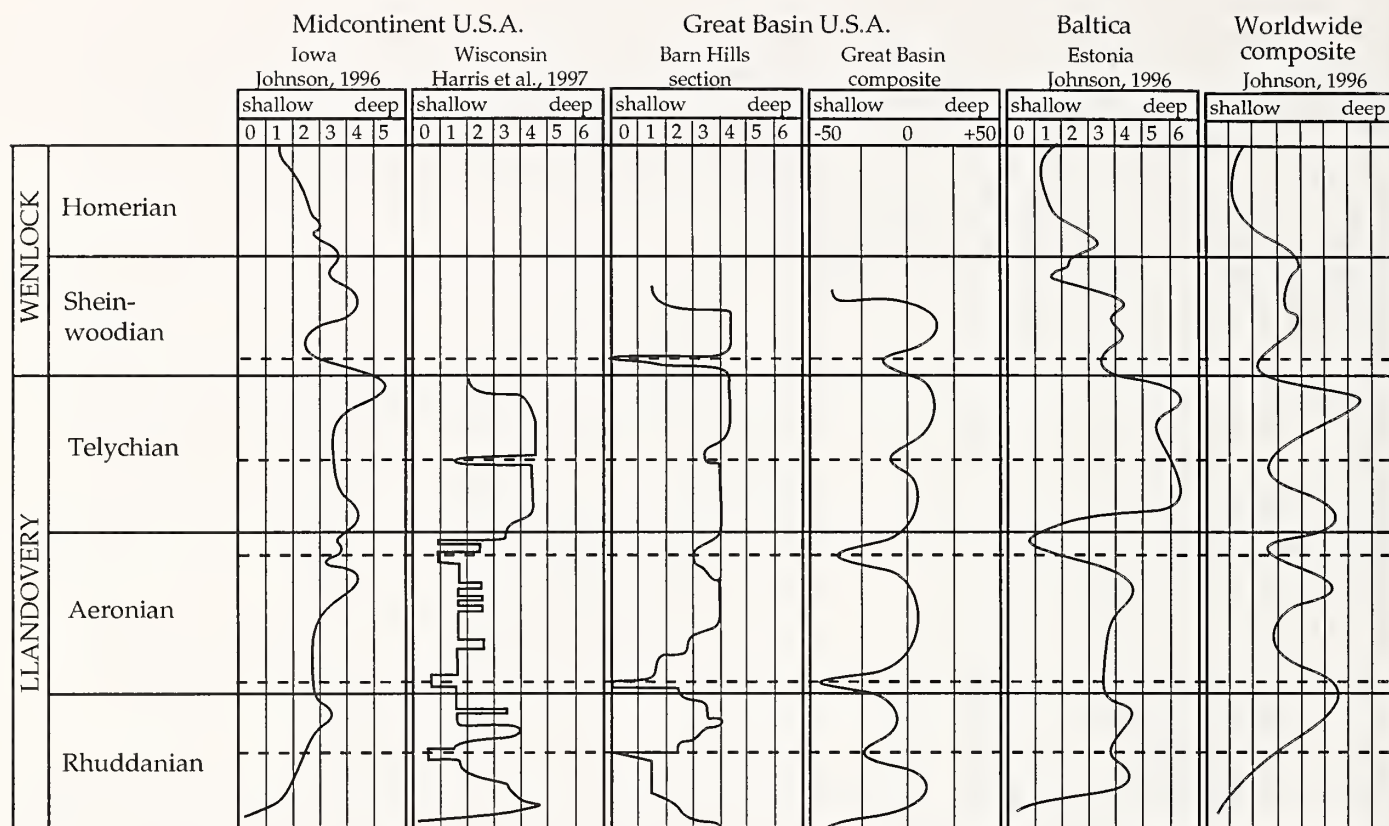 Midcontinent U.S.A. Great Basin U.S.A. Baltica Worldwide
composite
Iowa Wisconsin Barn Hills Great Basin Estonia
Johnson, 1996 Harris et al., 1997 section composite Johnson, 1996 Johnson, 1996
shallow deep shallow deep shallow deep shallow deep shallow deep shallow deep
0 1 2 3 4 5 0 1 2 3 4 5 6 0 1 2 3 4 5 6 -50 0 +50 0 1 2 3 4 5 6
WENLOCK
Homerian
Shein-
woodian
LLANDOVERY
Telychian
Aeronian
Rhuddanian